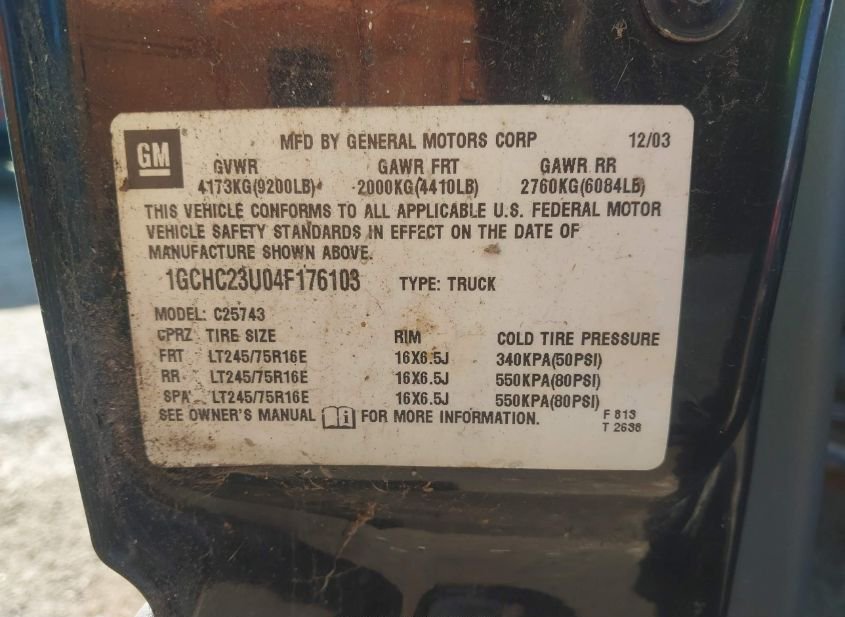 GM
MFD BY GENERAL MOTORS CORP 12/03
GVWR GAWR FRT GAWR RR
4173KG(9200LB) 2000KG(4410LB) 2760KG(6084LB)
THIS VEHICLE CONFORMS TO ALL APPLICABLE U.S. FEDERAL MOTOR
VEHICLE SAFETY STANDARDS IN EFFECT ON THE DATE OF
MANUFACTURE SHOWN ABOVE.
1GCHC23U04F176103 TYPE: TRUCK
MODEL: C25743
CPRZ TIRE SIZE RIM COLD TIRE PRESSURE
FRT LT245/75R16E 16X6.5J 340KPA(50PSI)
RR LT245/75R16E 16X6.5J 550KPA(80PSI)
SPA LT245/75R16E 16X6.5J 550KPA(80PSI)
SEE OWNER'S MANUAL i FOR MORE INFORMATION.
F 813
T 2638